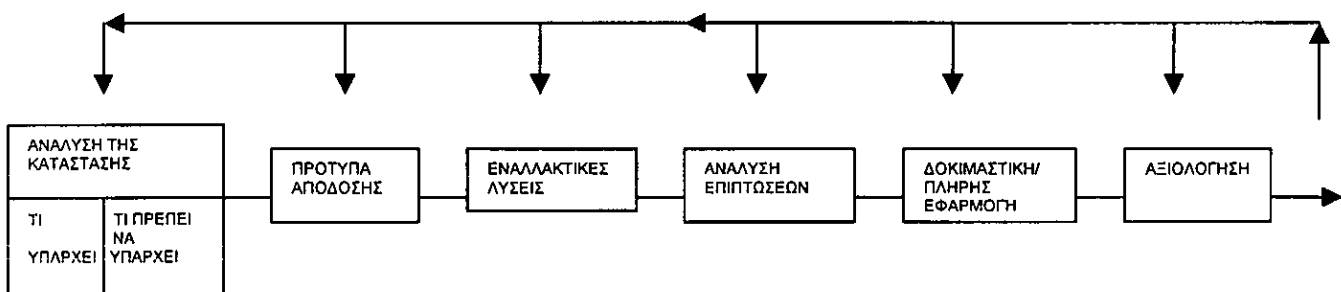 ΑΝΑΛΥΣΗ ΤΗΣ
ΚΑΤΑΣΤΑΣΗΣ
ΤΙ
ΥΠΑΡΧΕΙ
ΤΙ ΠΡΕΠΕΙ
ΝΑ
ΥΠΑΡΧΕΙ
ΠΡΟΤΥΠΑ
ΑΠΟΔΟΣΗΣ
ΕΝΑΛΛΑΚΤΙΚΕΣ
ΛΥΣΕΙΣ
ΑΝΑΛΥΣΗ
ΕΠΙΠΤΩΣΕΩΝ
ΔΟΚΙΜΑΣΤΙΚΗ/
ΠΛΗΡΗΣ
ΕΦΑΡΜΟΓΗ
ΑΞΙΟΛΟΓΗΣΗ